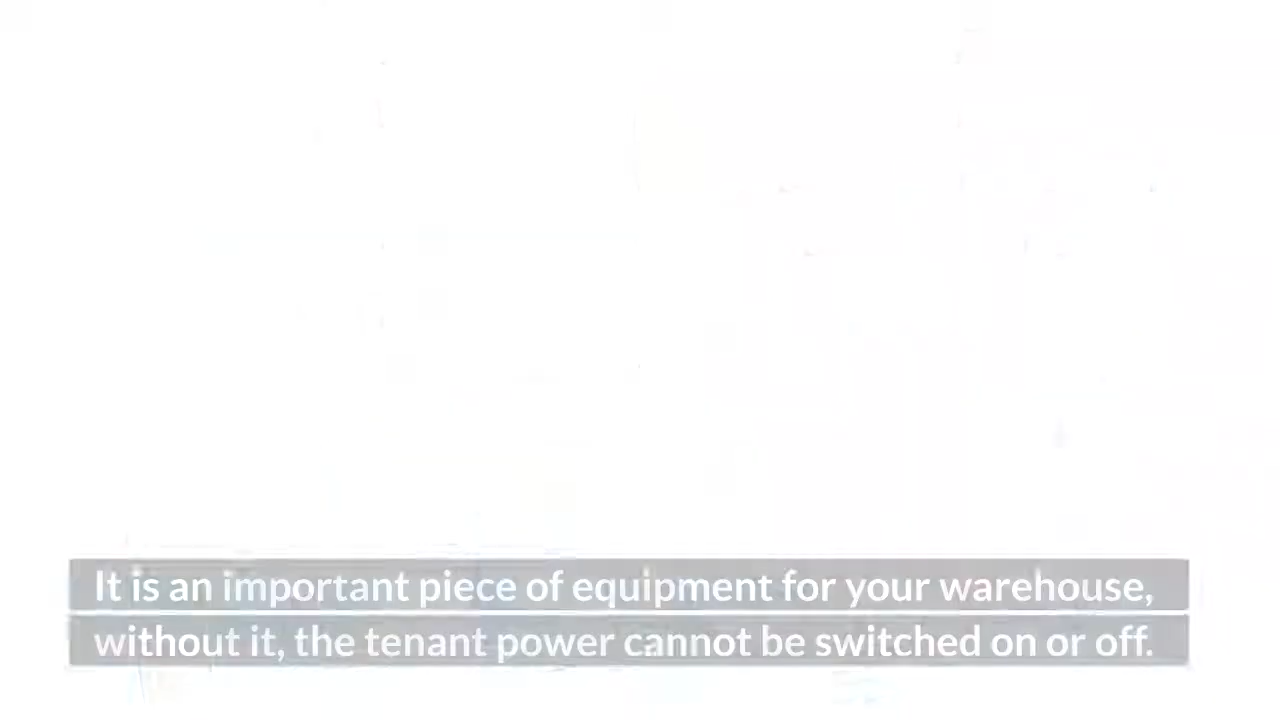 It is an important piece of equipment for your warehouse,
without it, the tenant power cannot be switched on or off.